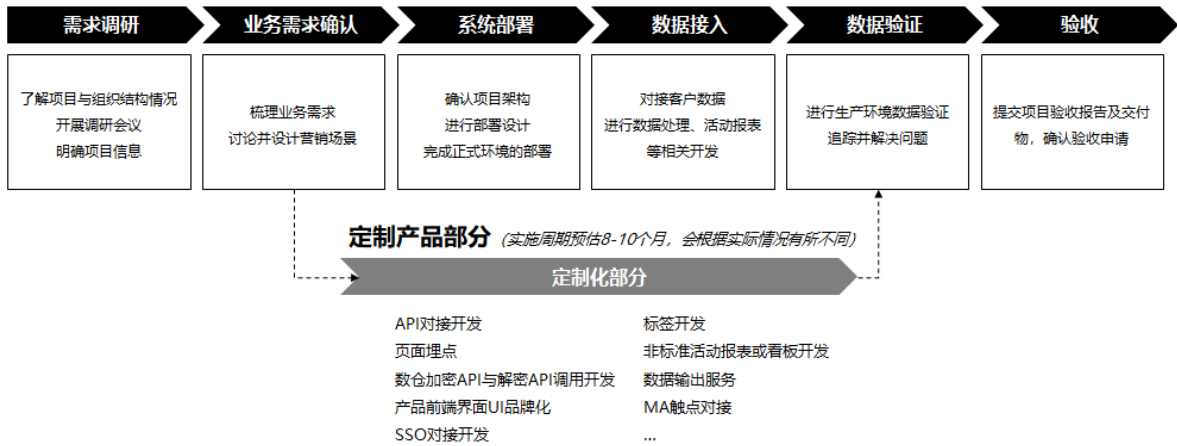 需求调研
业务需求确认
系统部署
数据接入
数据验证
验收
了解项目与组织结构情况
开展调研会议
明确项目信息
梳理业务需求
讨论并设计营销场景
确认项目架构
进行部署设计
完成正式环境的部署
对接客户数据
进行数据处理、活动报表
等相关开发
进行生产环境数据验证
追踪并解决问题
提交项目验收报告及交付
物，确认验收申请
定制产品部分 (实施周期预估8-10个月，会根据实际情况有所不同)
定制化部分
API对接开发
页面埋点
数仓加密API与解密API调用开发
产品前端界面UI品牌化
SSO对接开发
标签开发
非标准活动报表或看板开发
数据输出服务
MA触点对接
...